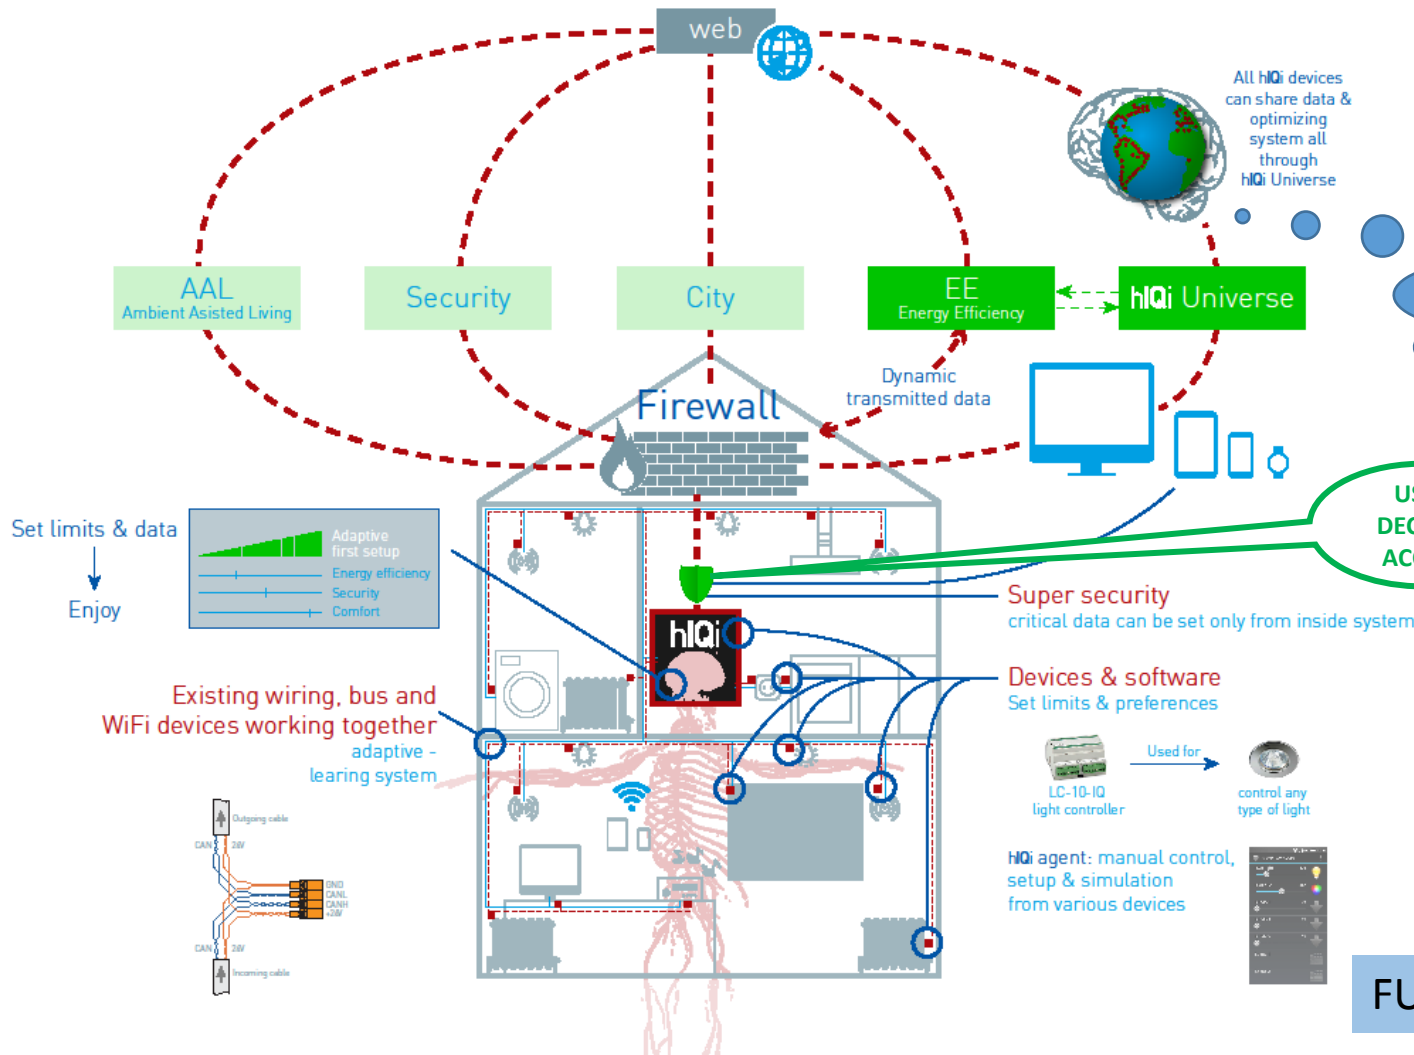 web
All hIQi devices
can share data &
optimizing
system all
through
hIQi Universe
AAL
Ambient Asisted Living
Security
City
EE
Energy Efficiency
hIQi Universe
Dynamic
transmitted data
Firewall
Set limits & data
Enjoy
Adaptive
first setup
Energy efficiency
Security
Comfort
hIQi
Super security
critical data can be set only from inside system
Existing wiring, bus and
WiFi devices working together
adaptive -
learing system
Devices & software
Set limits & preferences
Used for
LC-10-IQ
light controller
control any
type of light
hIQi agent: manual control,
setup & simulation
from various devices
Outgoing cable
CAN
24V
GND
CANL
CANH
+24V
CAN
24V
Incoming cable